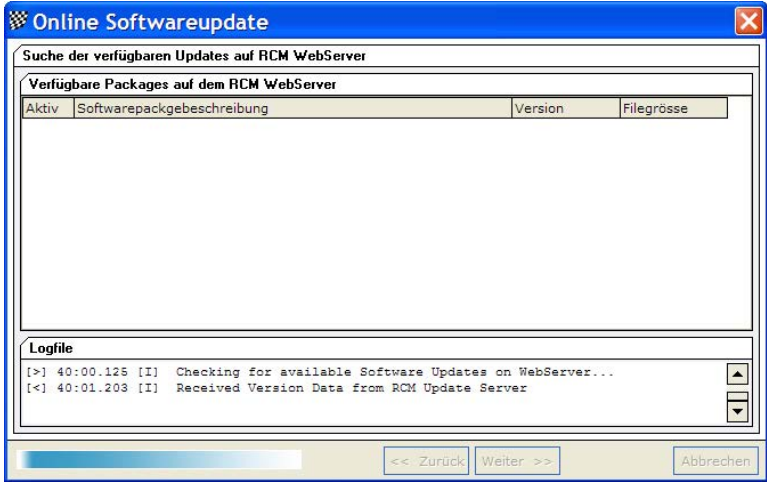 Online Softwareupdate
Suche der verfügbaren Updates auf RCM WebServer
Verfügbare Packages auf dem RCM WebServer
Aktiv Softwarepackgebeschreibung Version Filegrösse
Logfile
[>] 40:00.125 [I] Checking for available Software Updates on WebServer...
[<] 40:01.203 [I] Received Version Data from RCM Update Server
<< Zurück Weiter >> Abbrechen